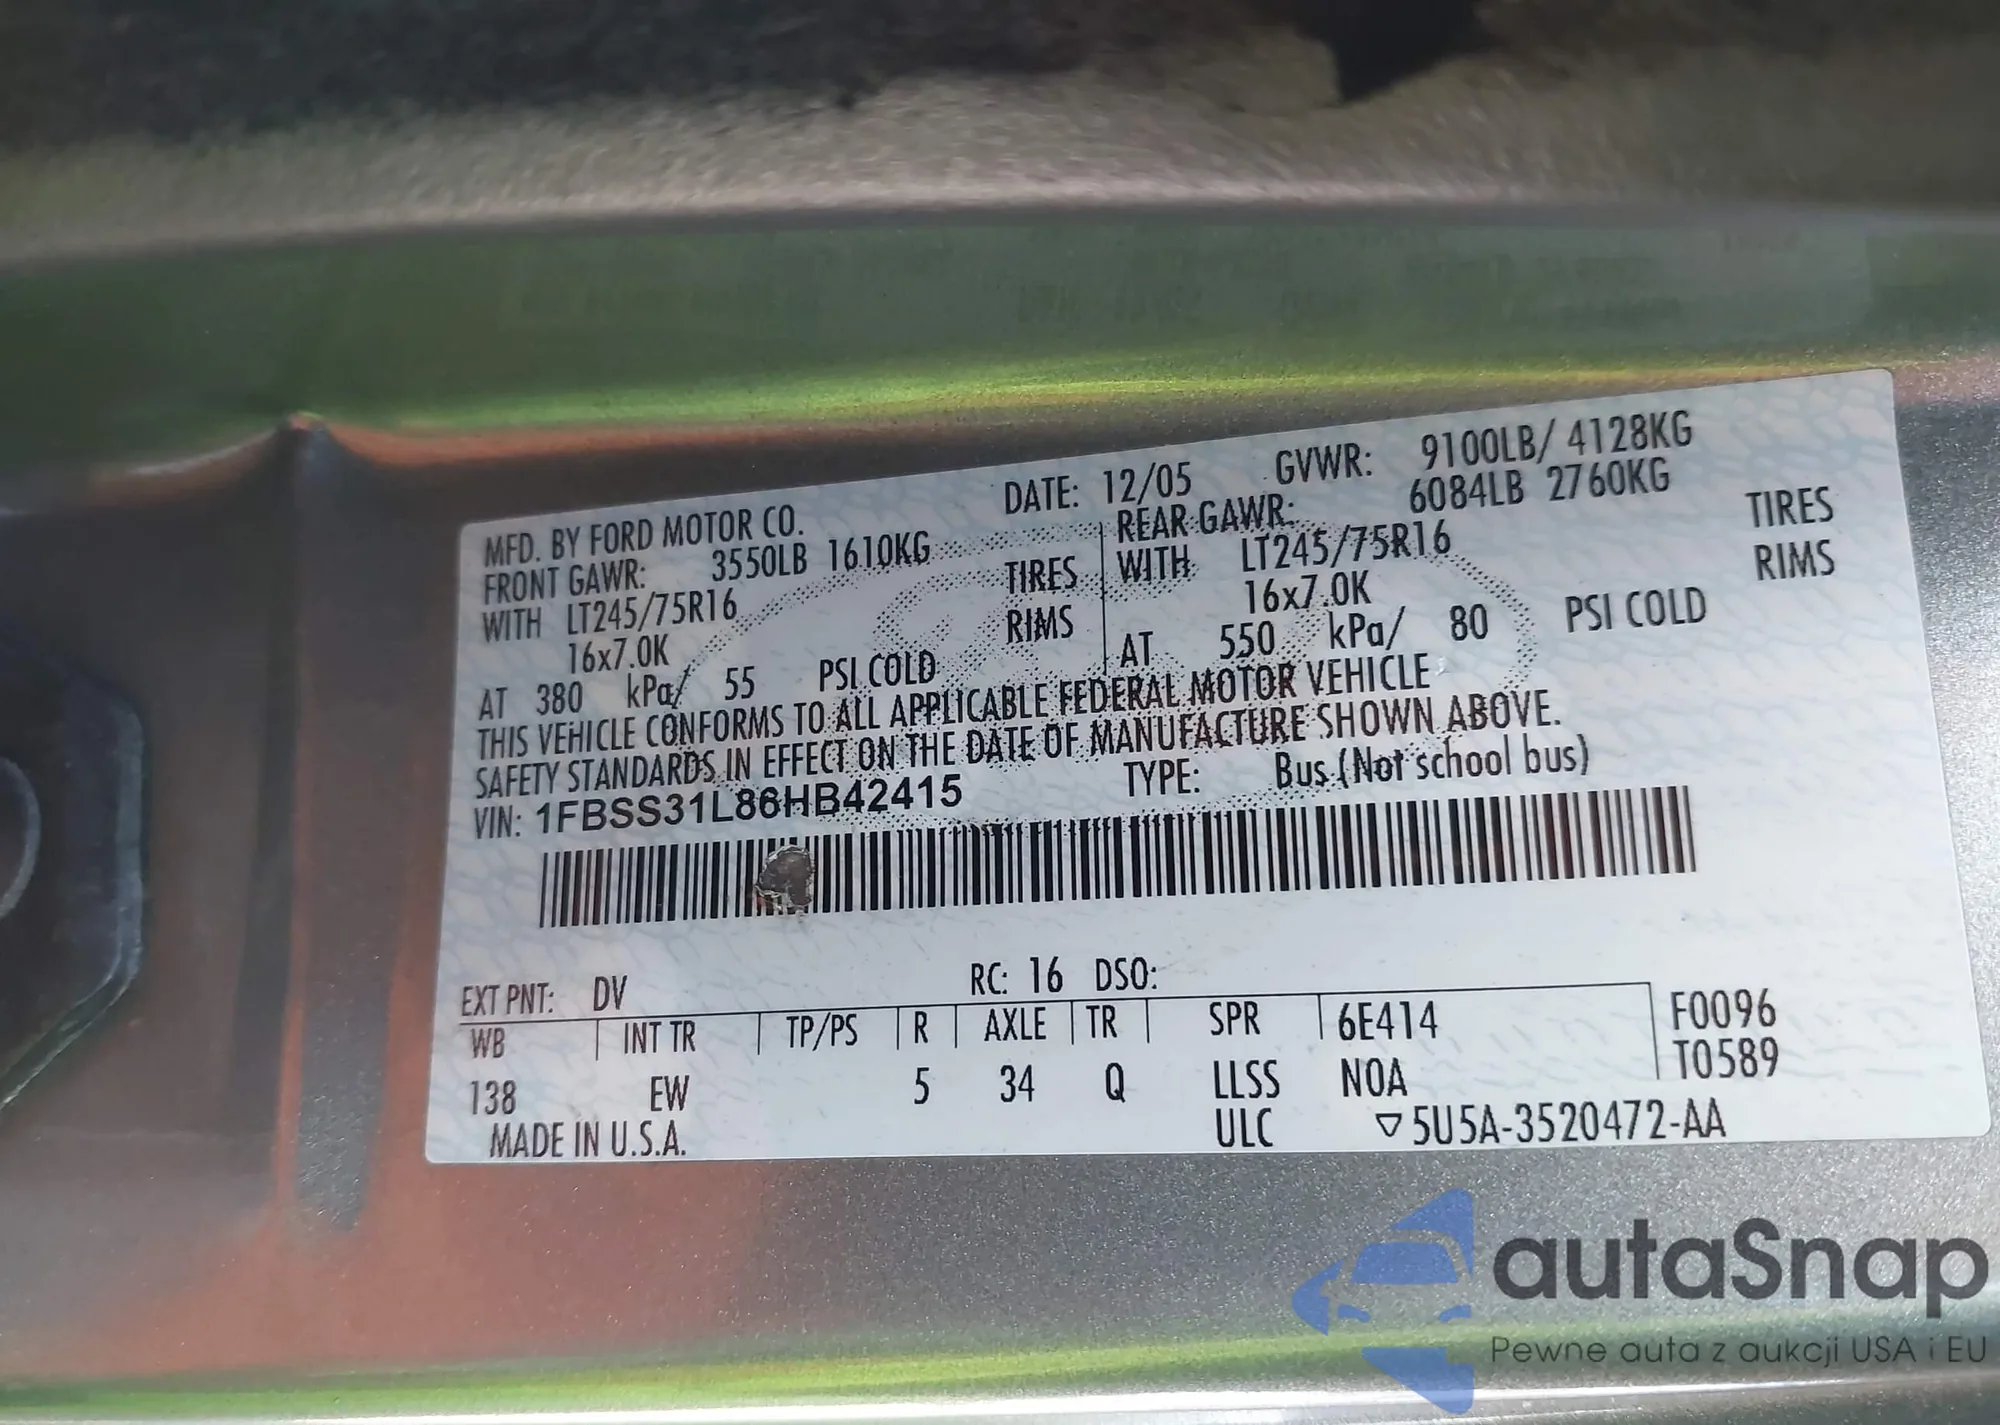 MFD. BY FORD MOTOR CO. DATE: 12/05 GVWR: 9100LB/ 4128KG
FRONT GAWR: 3550LB 1610KG REAR GAWR: 6084LB 2760KG
WITH LT245/75R16 TIRES WITH LT245/75R16 TIRES
16x7.0K RIMS 16x7.0K RIMS
AT 380 kPa/ 55 PSI COLD AT 550 kPa/ 80 PSI COLD
THIS VEHICLE CONFORMS TO ALL APPLICABLE FEDERAL MOTOR VEHICLE
SAFETY STANDARDS IN EFFECT ON THE DATE OF MANUFACTURE SHOWN ABOVE.
VIN: 1FBSS31L86HB42415 TYPE: Bus (Not school bus)
EXT PNT: DV RC: 16 DSO:
WB INT TR TP/PS R AXLE TR SPR 6E414 F0096
138 EW 5 34 Q LLSS NOA T0589
MADE IN U.S.A. ULC ▽5U5A-3520472-AA
autaSnap
Pewne auta z aukcji USA i EU